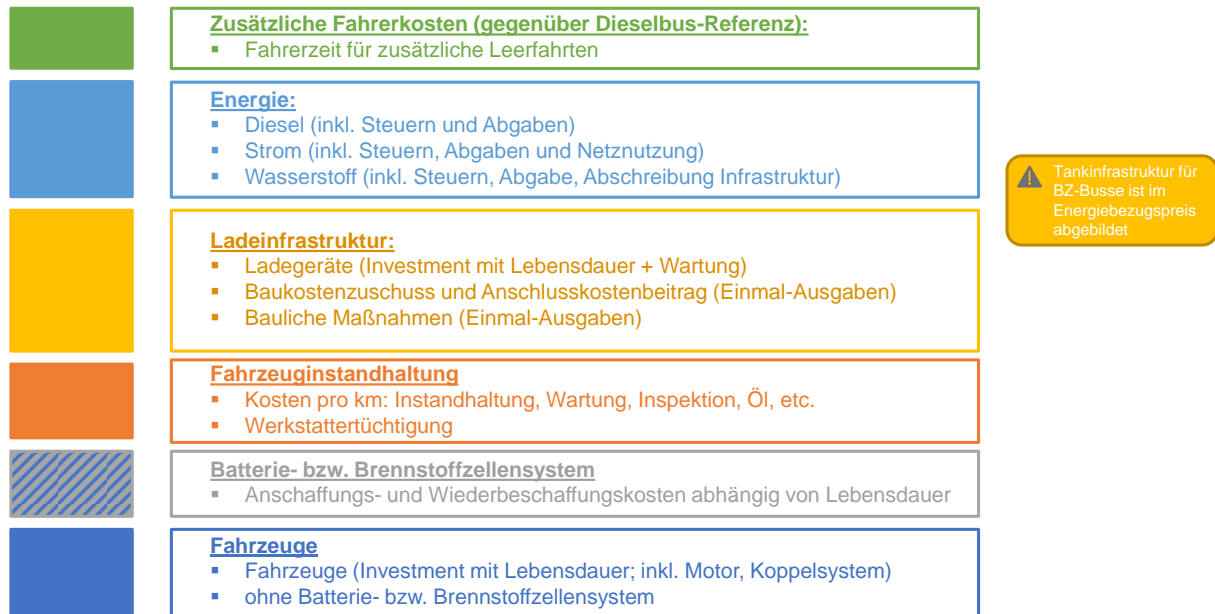 Zusätzliche Fahrerkosten (gegenüber Dieselbus-Referenz):
▪ Fahrerzeit für zusätzliche Leerfahrten
Energie:
▪ Diesel (inkl. Steuern und Abgaben)
▪ Strom (inkl. Steuern, Abgaben und Netznutzung)
▪ Wasserstoff (inkl. Steuern, Abgabe, Abschreibung Infrastruktur)
Tankinfrastruktur für
BZ-Busse ist im
Energiebezugspreis
abgebildet
Ladeinfrastruktur:
▪ Ladegeräte (Investment mit Lebensdauer + Wartung)
▪ Baukostenzuschuss und Anschlusskostenbeitrag (Einmal-Ausgaben)
▪ Bauliche Maßnahmen (Einmal-Ausgaben)
Fahrzeuginstandhaltung
▪ Kosten pro km: Instandhaltung, Wartung, Inspektion, Öl, etc.
▪ Werkstattertüchtigung
Batterie- bzw. Brennstoffzellensystem
▪ Anschaffungs- und Wiederbeschaffungskosten abhängig von Lebensdauer
Fahrzeuge
▪ Fahrzeuge (Investment mit Lebensdauer; inkl. Motor, Koppelsystem)
▪ ohne Batterie- bzw. Brennstoffzellensystem